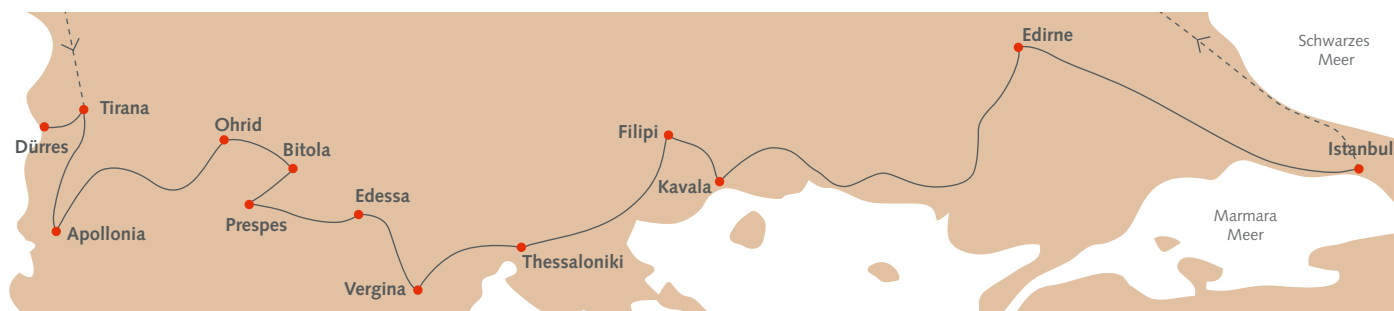 Edirne
Schwarzes
Meer
Tirana
Ohrid
Filipi
Dürres
Bitola
Istanbul
Kavala
Edessa
Prespes
Marmara
Meer
Apollonia
Thessaloniki
Vergina